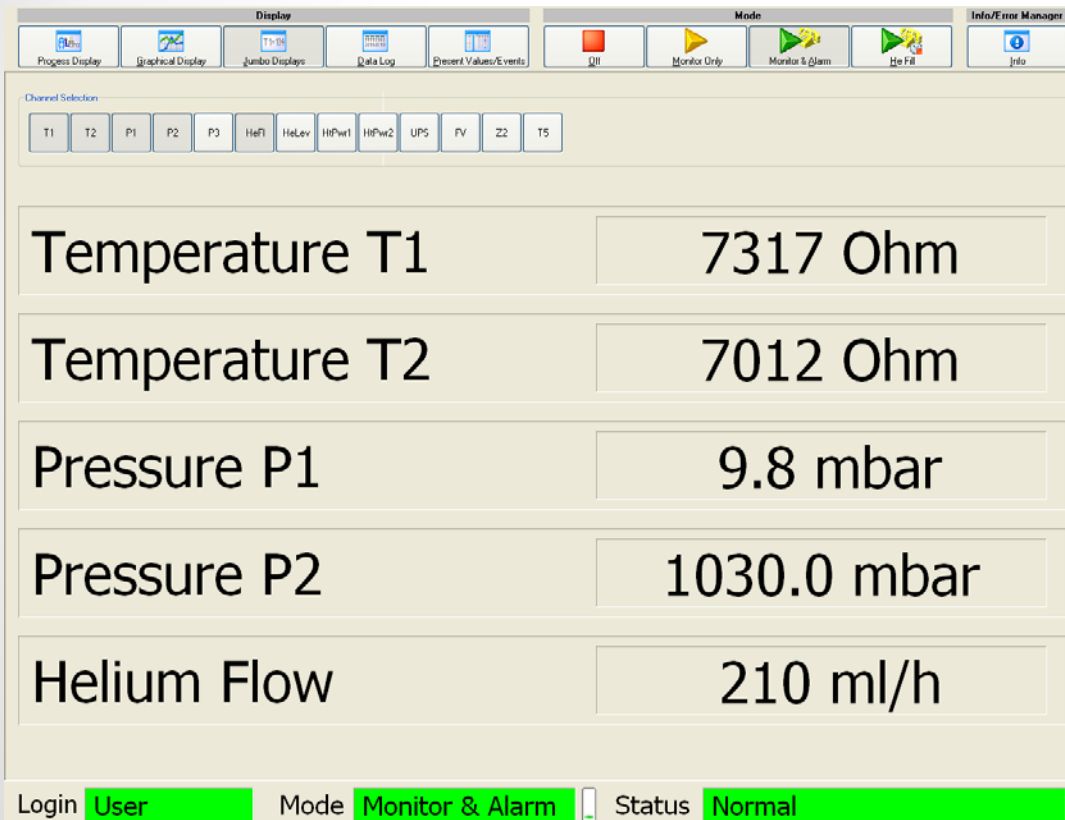 Display Mode Info/Error Manager
Progess Display Graphical Display Jumbo Displays Data Log Present Values/Events Off Monitor Only Monitor & Alarm He Fill Info
Channel Selection
T1 T2 P1 P2 P3 HeFl HeLev HtPwr1 HtPwr2 UPS FV Z2 T5
Temperature T1 7317 Ohm
Temperature T2 7012 Ohm
Pressure P1 9.8 mbar
Pressure P2 1030.0 mbar
Helium Flow 210 ml/h
Login User Mode Monitor & Alarm Status Normal